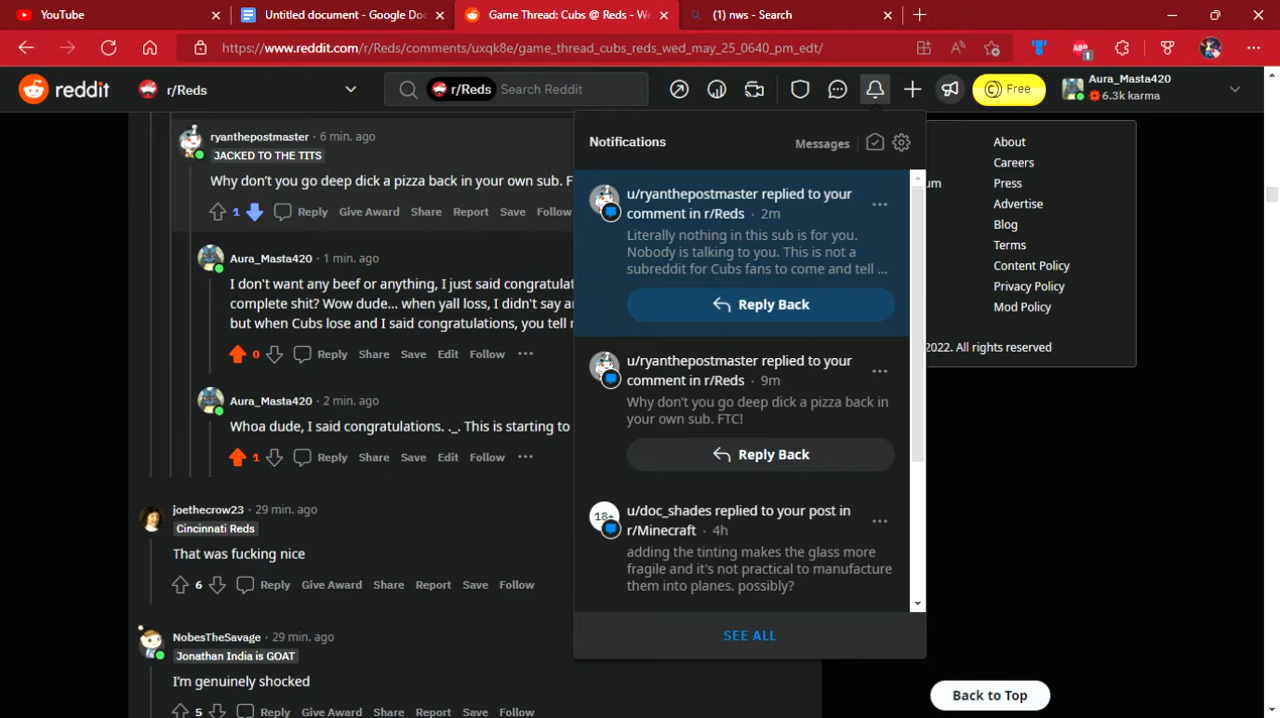 YouTube
Untitled document - Google Doc
Game Thread: Cubs @ Reds - We
(1) nws - Search
https://www.reddit.com/r/Reds/comments/uxqk8e/game_thread_cubs_reds_wed_may_25_0640_pm_edt/
ABP
1
reddit
r/Reds
r/Reds
Search Reddit
Free
Aura_Masta420
6.3k karma
ryanthepostmaster · 6 min. ago
JACKED TO THE TITS
Why don't you go deep dick a pizza back in your own sub. F
1
Reply Give Award Share Report Save Follow
Aura_Masta420 · 1 min. ago
I don't want any beef or anything, I just said congratulat
complete shit? Wow dude... when yall loss, I didn't say an
but when Cubs lose and I said congratulations, you tell
0
Reply Share Save Edit Follow ...
Aura_Masta420 · 2 min. ago
Whoa dude, I said congratulations. ._. This is starting to
1
Reply Share Save Edit Follow ...
joethecrow23 · 29 min. ago
Cincinnati Reds
That was fucking nice
6
Reply Give Award Share Report Save Follow
NobesTheSavage · 29 min. ago
Jonathan India is GOAT
I'm genuinely shocked
5
Reply Give Award Share Report Save Follow
Notifications
Messages
u/ryanthepostmaster replied to your
comment in r/Reds · 2m
Literally nothing in this sub is for you.
Nobody is talking to you. This is not a
subreddit for Cubs fans to come and tell ...
Reply Back
u/ryanthepostmaster replied to your
comment in r/Reds · 9m
Why don't you go deep dick a pizza back in
your own sub. FTC!
Reply Back
18+
u/doc_shades replied to your post in
r/Minecraft · 4h
adding the tinting makes the glass more
fragile and it's not practical to manufacture
them into planes. possibly?
SEE ALL
um
About
Careers
Press
Advertise
Blog
Terms
Content Policy
Privacy Policy
Mod Policy
2022. All rights reserved
Back to Top